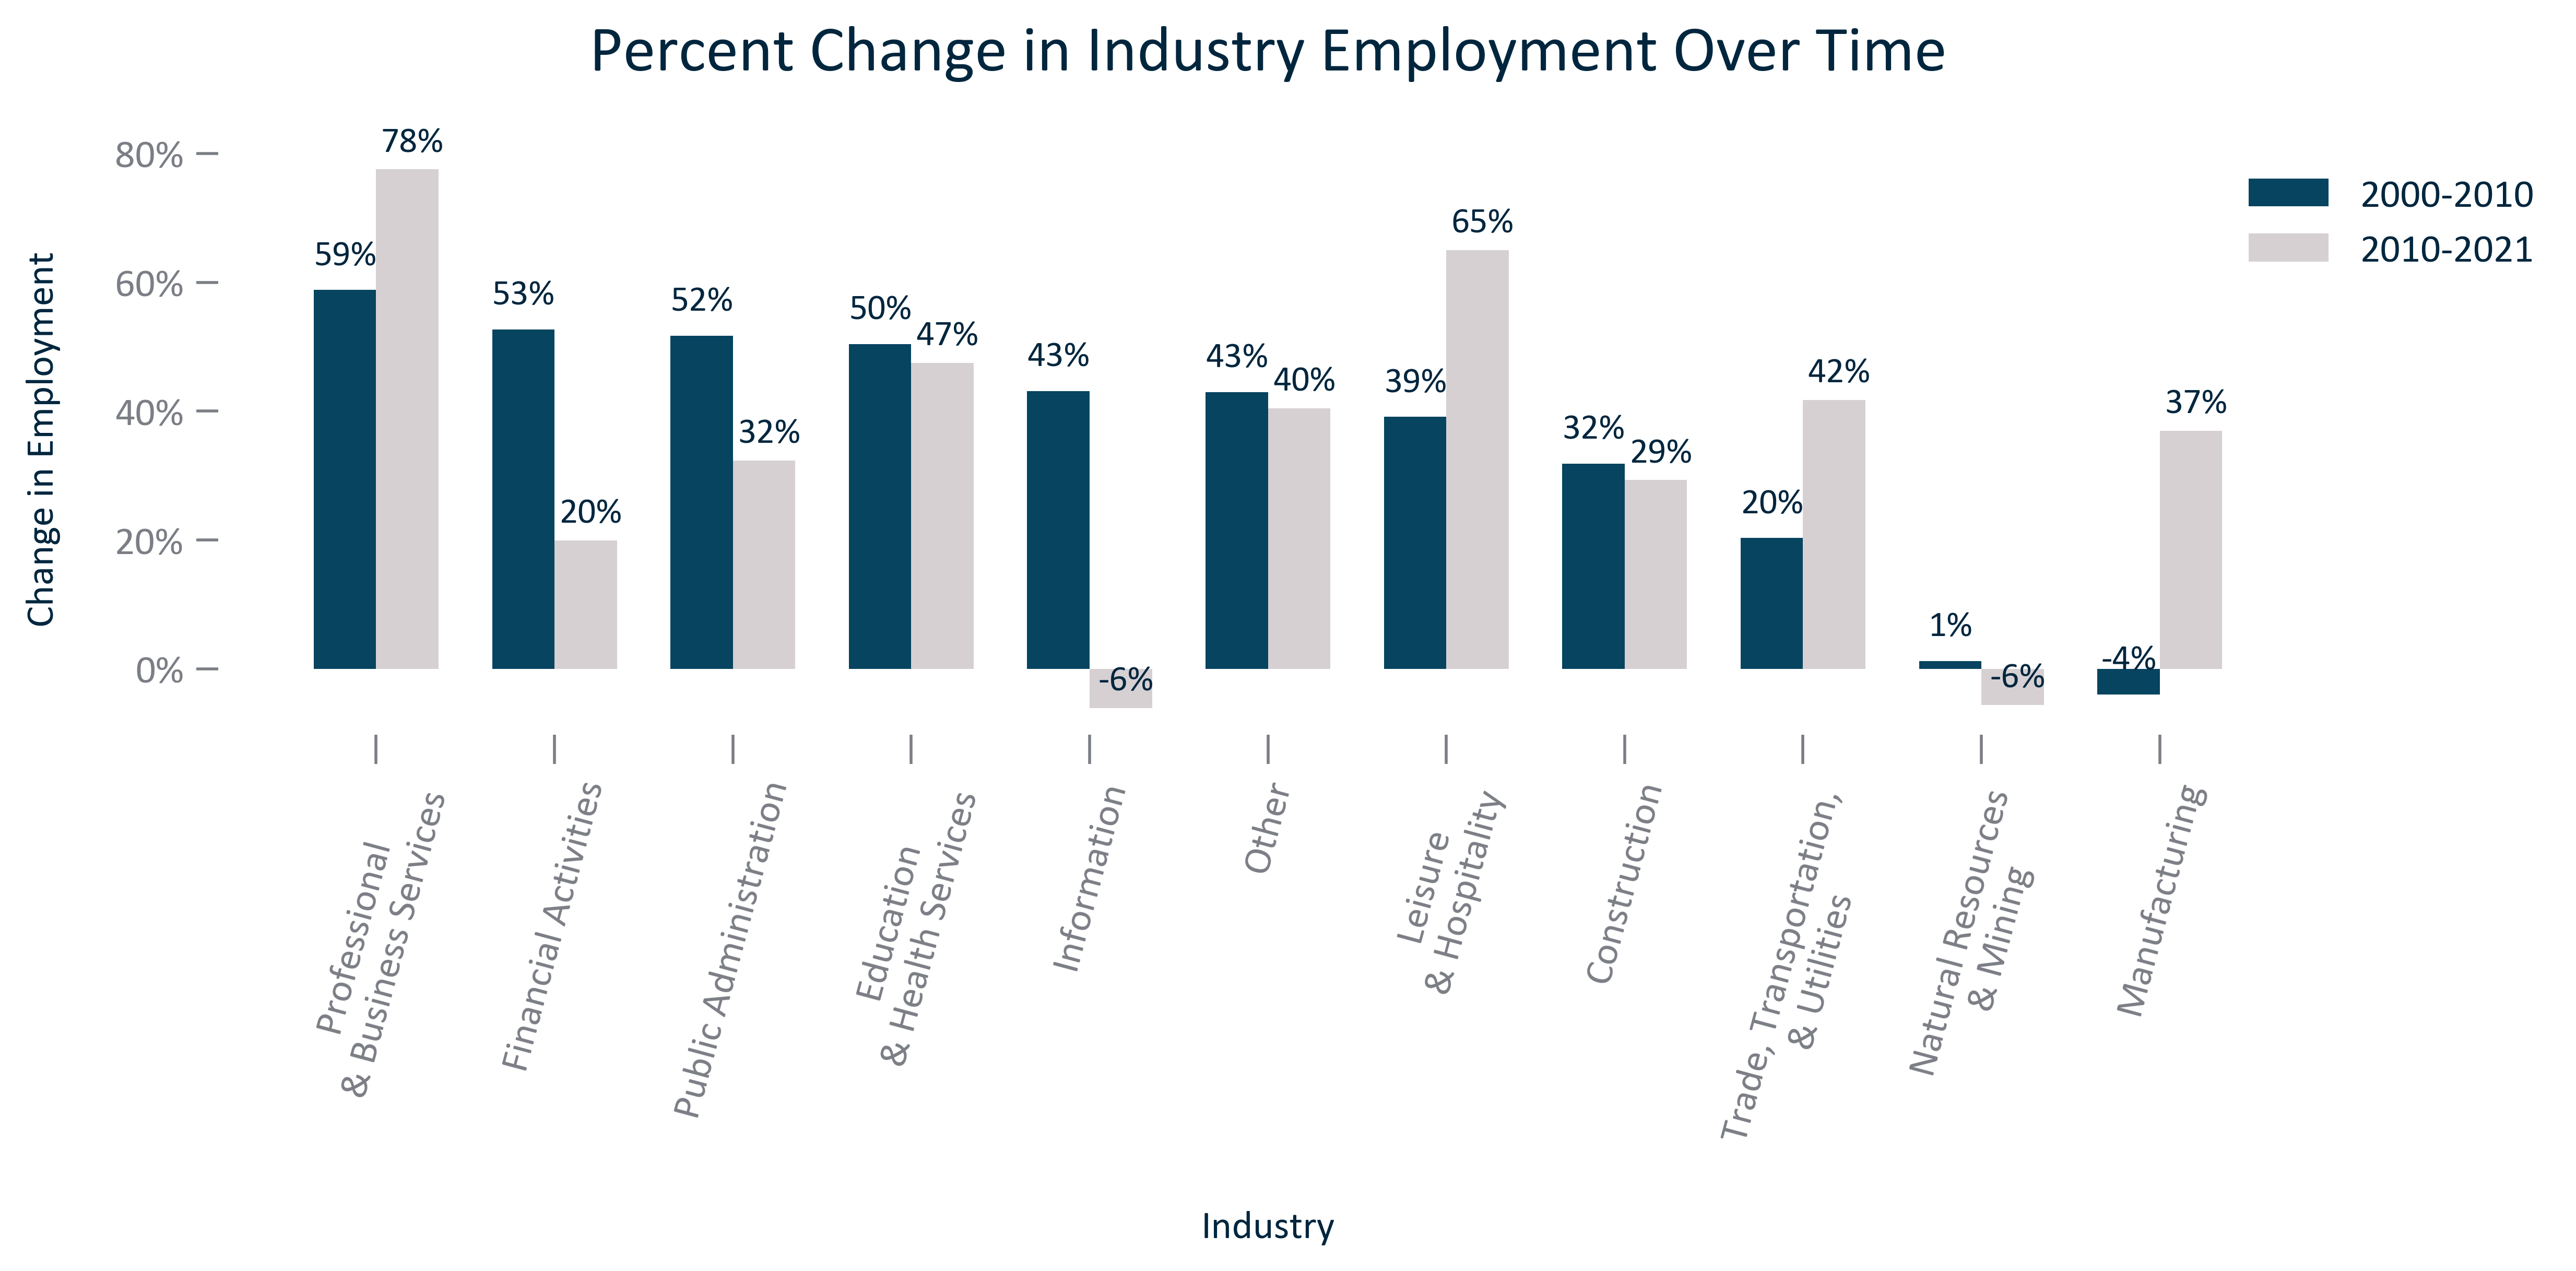 Percent Change in Industry Employment Over Time
Change in Employment
80%
60%
40%
20%
0%
59%
78%
53%
20%
52%
32%
50%
47%
43%
-6%
43%
40%
39%
65%
32%
29%
20%
42%
1%
-6%
-4%
37%
2000-2010
2010-2021
Professional
& Business Services
Financial Activities
Public Administration
Education
& Health Services
Information
Other
Leisure
& Hospitality
Construction
Trade, Transportation,
& Utilities
Natural Resources
& Mining
Manufacturing
Industry